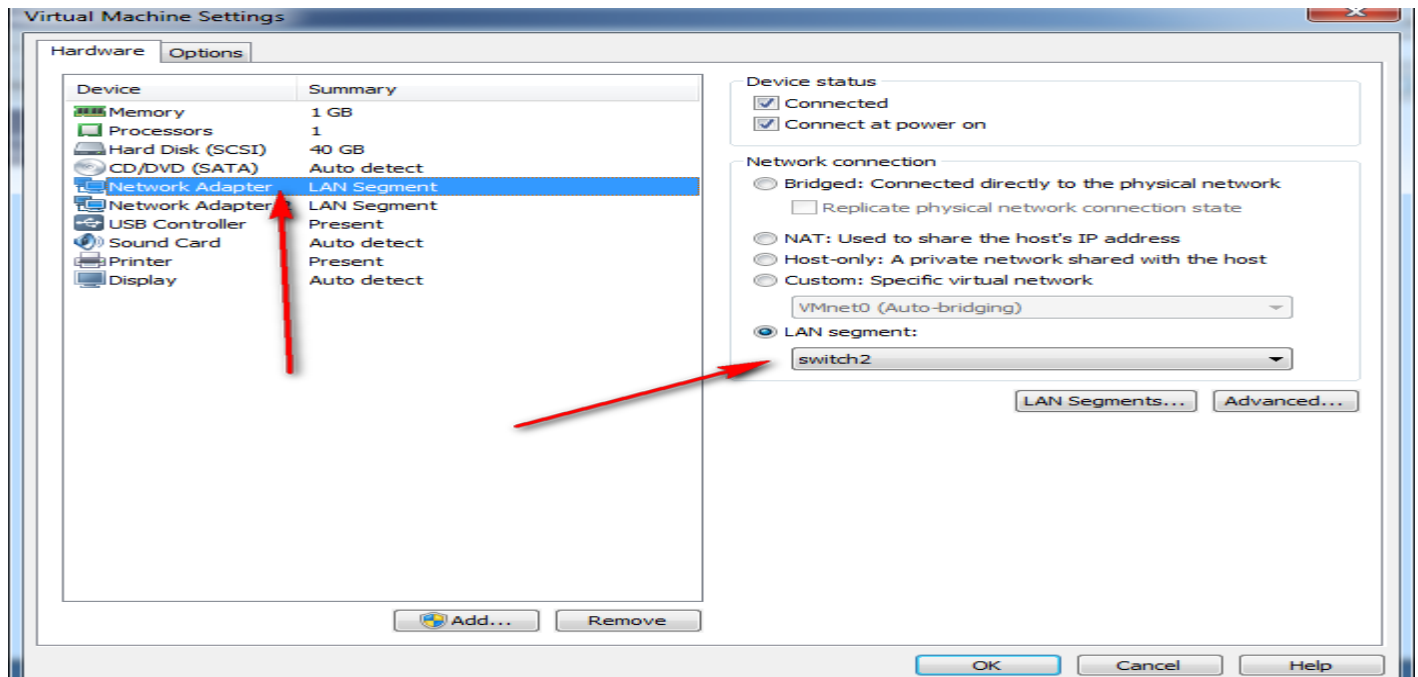 Virtual Machine Settings
Hardware Options
Device Summary
Memory 1 GB
Processors 1
Hard Disk (SCSI) 40 GB
CD/DVD (SATA) Auto detect
Network Adapter LAN Segment
Network Adapter 2 LAN Segment
USB Controller Present
Sound Card Auto detect
Printer Present
Display Auto detect
Add... Remove
Device status
Connected
Connect at power on
Network connection
Bridged: Connected directly to the physical network
Replicate physical network connection state
NAT: Used to share the host's IP address
Host-only: A private network shared with the host
Custom: Specific virtual network
VMnet0 (Auto-bridging)
LAN segment:
switch2
LAN Segments... Advanced...
OK Cancel Help